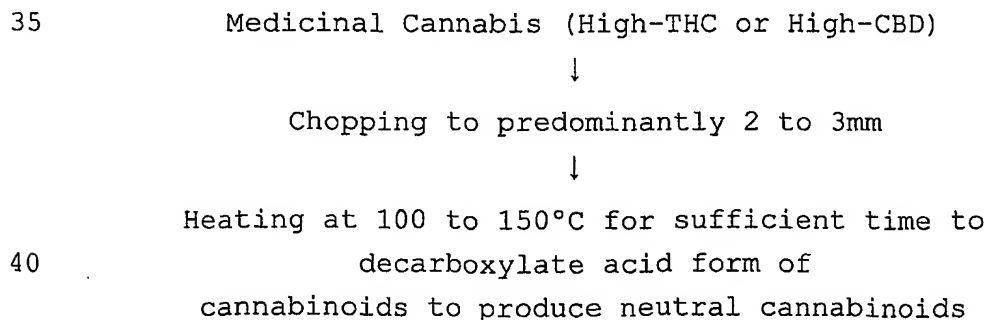 35 Medicinal Cannabis (High-THC or High-CBD)
↓
Chopping to predominantly 2 to 3mm
↓
Heating at 100 to 150°C for sufficient time to
40 decarboxylate acid form of
cannabinoids to produce neutral cannabinoids